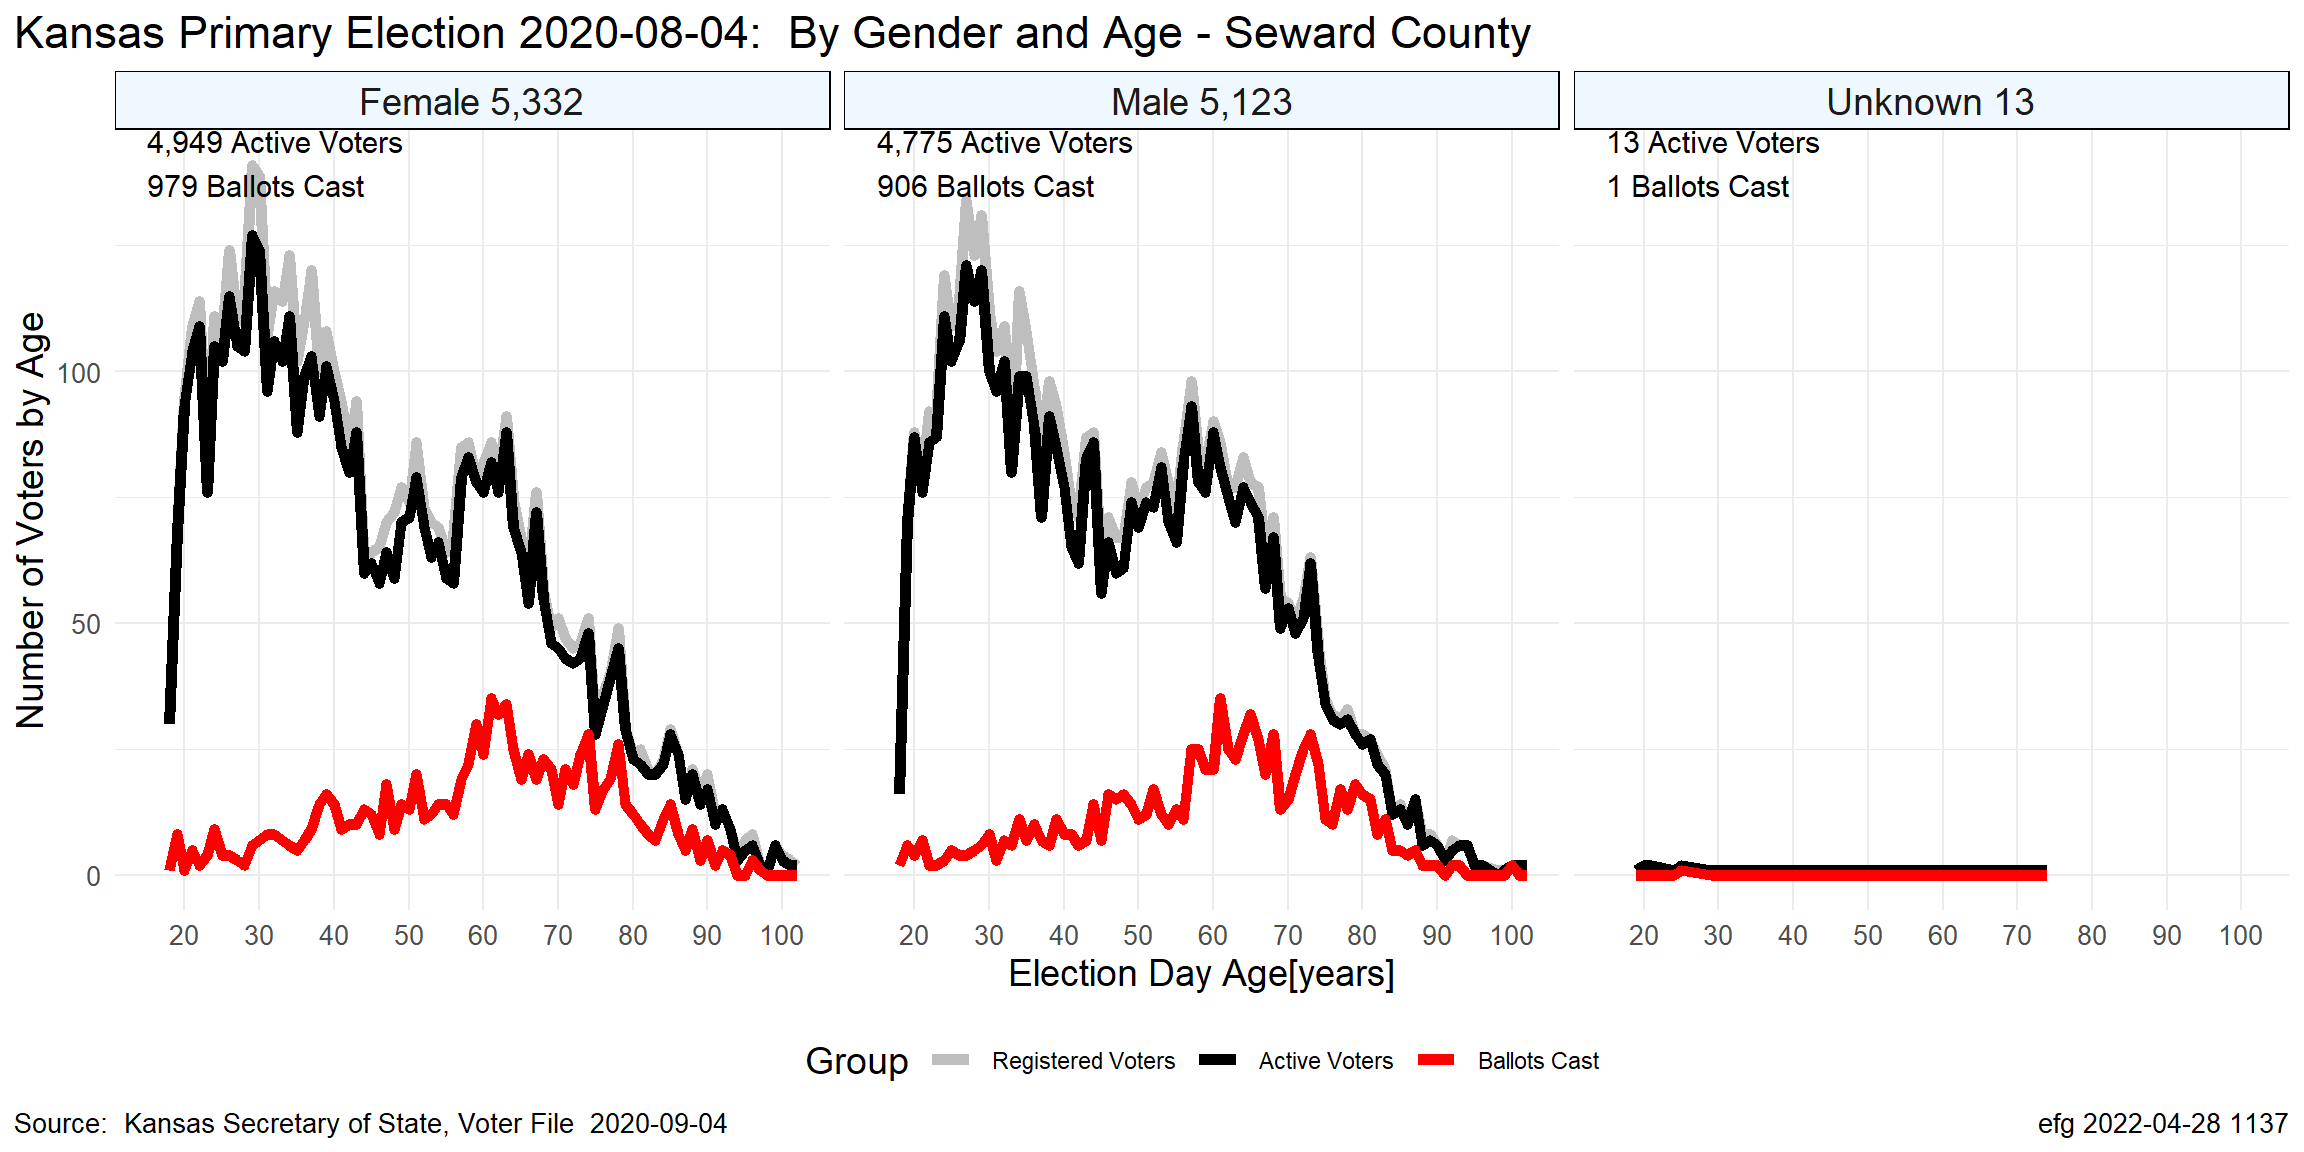 Kansas Primary Election 2020-08-04:  By Gender and Age - Seward County
Female 5,332
Male 5,123
Unknown 13
4,949 Active Voters
979 Ballots Cast
4,775 Active Voters
906 Ballots Cast
13 Active Voters
1 Ballots Cast
Number of Voters by Age
100
50
0
20 30 40 50 60 70 80 90 100
20 30 40 50 60 70 80 90 100
20 30 40 50 60 70 80 90 100
Election Day Age[years]
Group Registered Voters Active Voters Ballots Cast
Source:  Kansas Secretary of State, Voter File  2020-09-04
efg 2022-04-28 1137